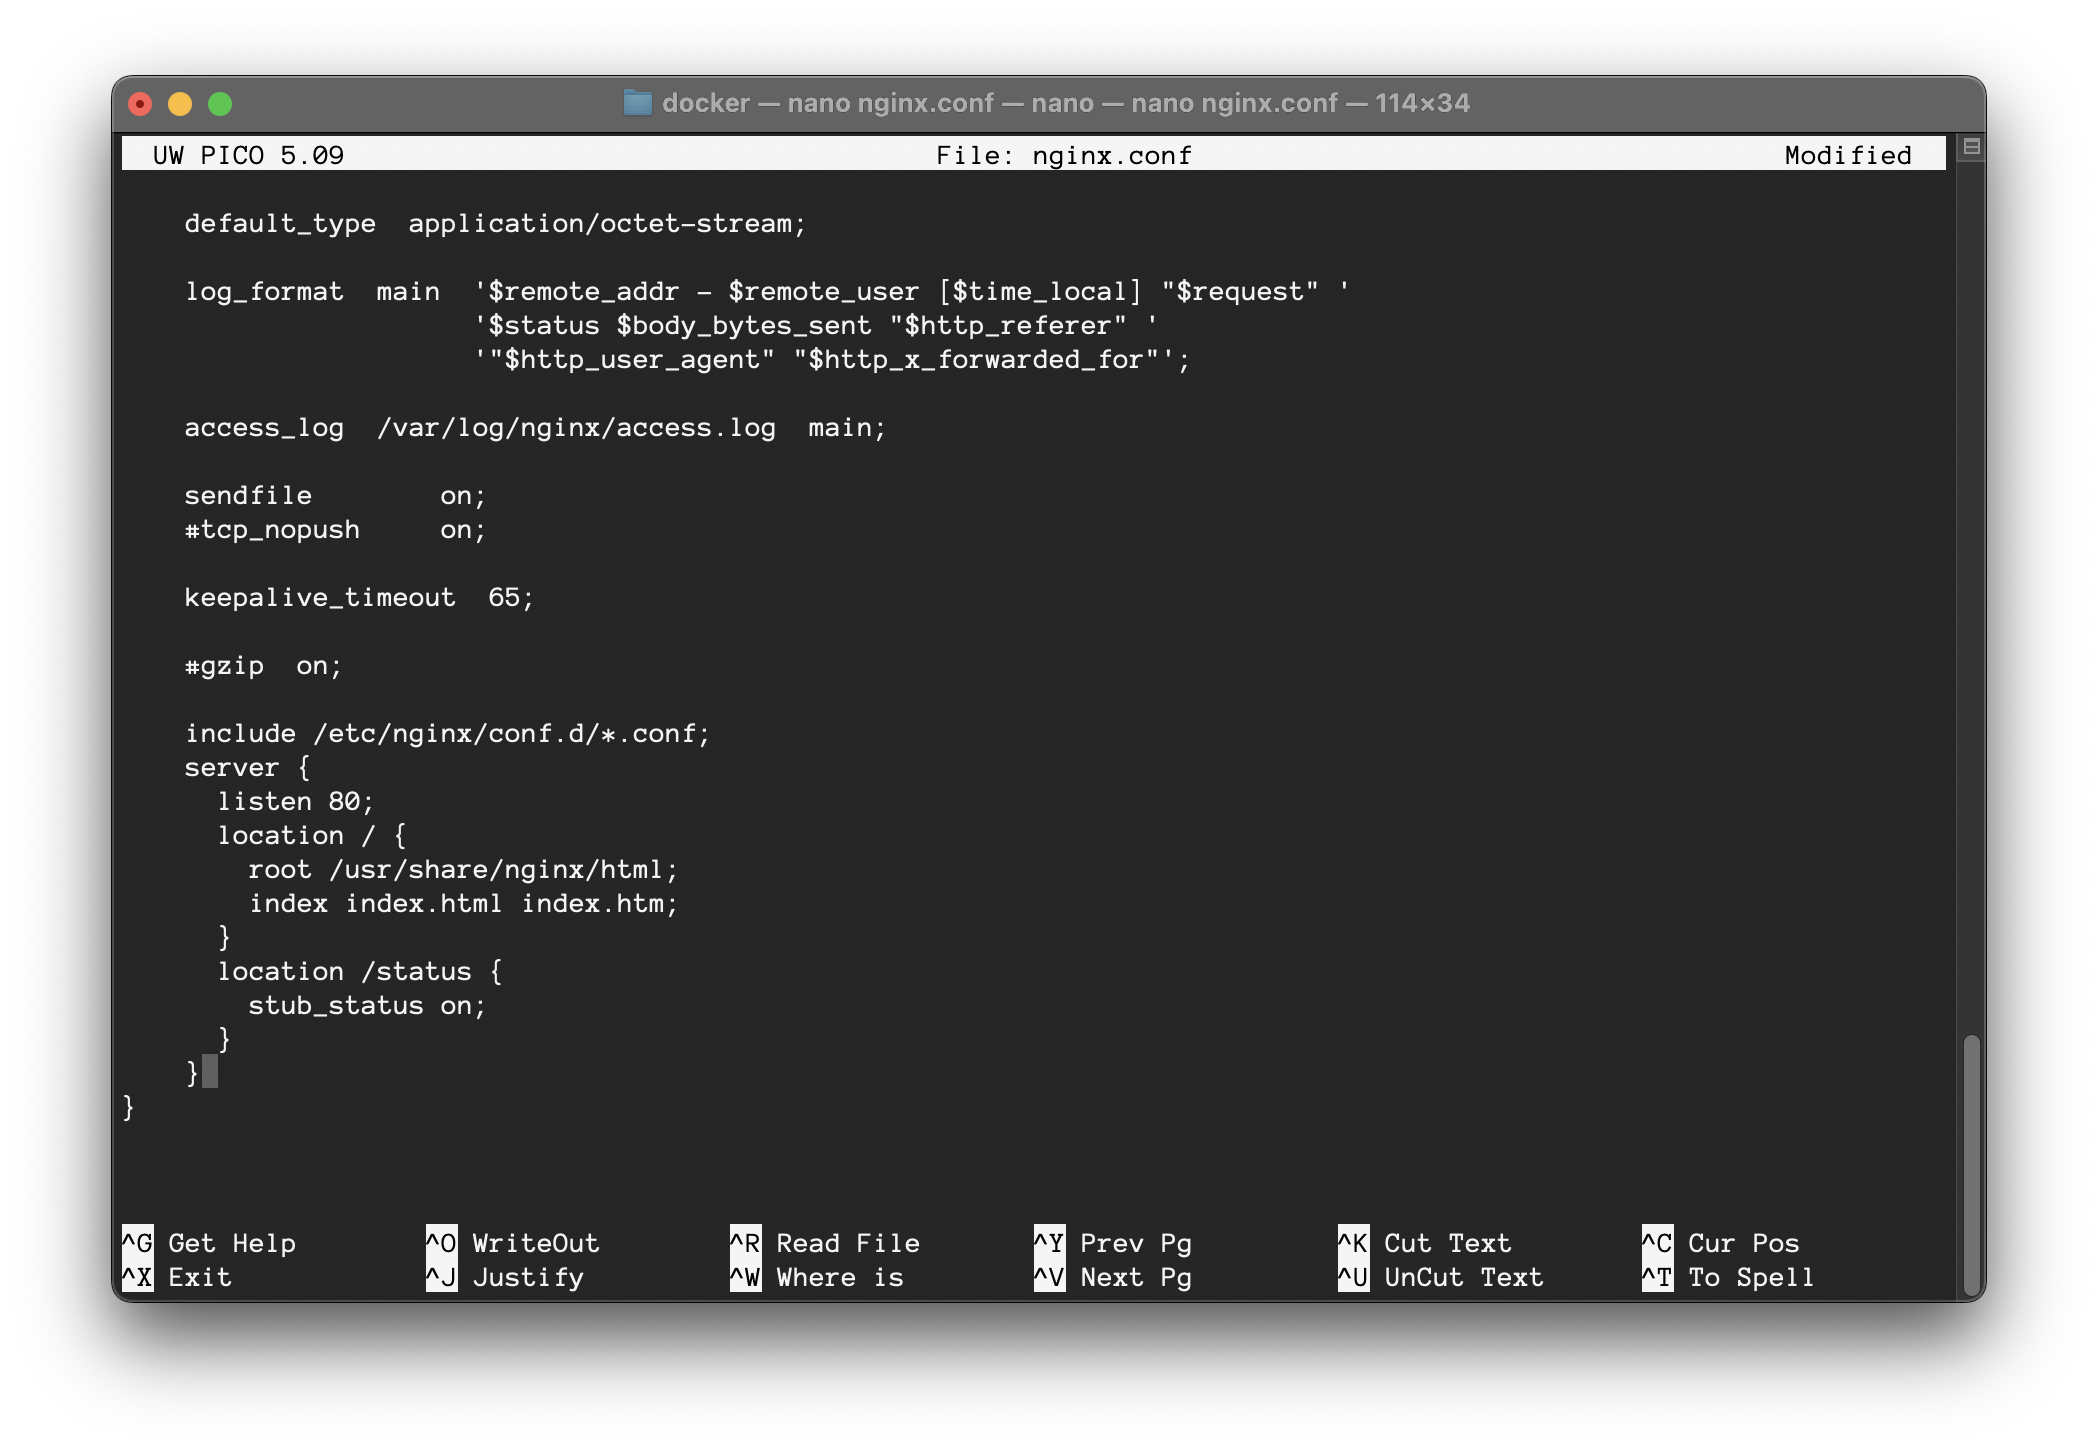 docker — nano nginx.conf — nano — nano nginx.conf — 114×34
UW PICO 5.09 File: nginx.conf Modified
default_type  application/octet-stream;
log_format  main  '$remote_addr - $remote_user [$time_local] "$request" '
'$status $body_bytes_sent "$http_referer" '
'"$http_user_agent" "$http_x_forwarded_for"';
access_log  /var/log/nginx/access.log  main;
sendfile        on;
#tcp_nopush     on;
keepalive_timeout  65;
#gzip  on;
include /etc/nginx/conf.d/*.conf;
server {
listen 80;
location / {
root /usr/share/nginx/html;
index index.html index.htm;
}
location /status {
stub_status on;
}
}
}
^G Get Help ^O WriteOut ^R Read File ^Y Prev Pg ^K Cut Text ^C Cur Pos
^X Exit ^J Justify ^W Where is ^V Next Pg ^U UnCut Text ^T To Spell